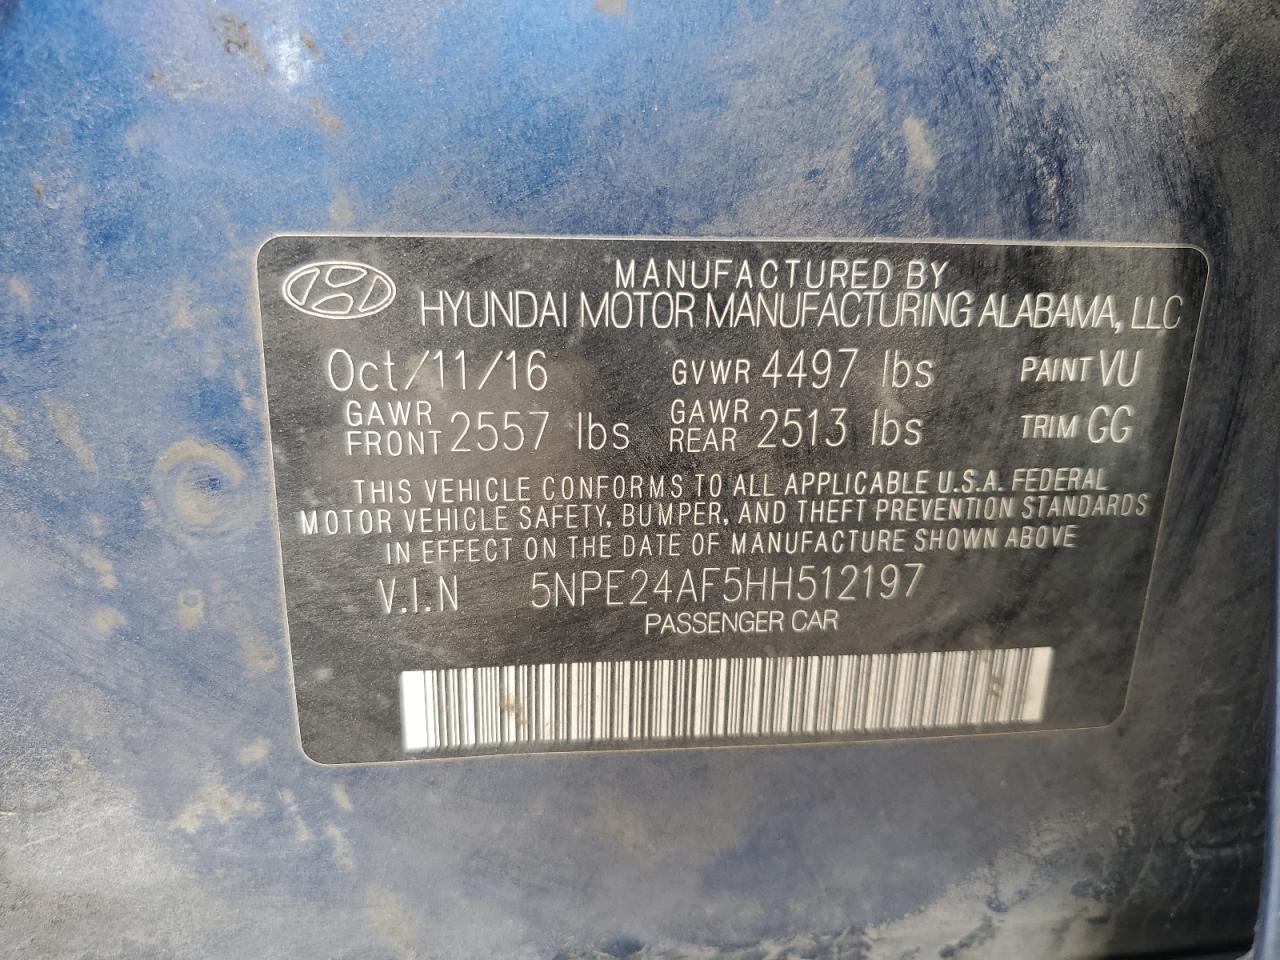 MANUFACTURED BY
HYUNDAI MOTOR MANUFACTURING ALABAMA, LLC
Oct/11/16 GVWR 4497 lbs PAINT VU
GAWR FRONT 2557 lbs GAWR REAR 2513 lbs TRIM GG
THIS VEHICLE CONFORMS TO ALL APPLICABLE U.S.A. FEDERAL
MOTOR VEHICLE SAFETY, BUMPER, AND THEFT PREVENTION STANDARDS
IN EFFECT ON THE DATE OF MANUFACTURE SHOWN ABOVE
V.I.N 5NPE24AF5HH512197
PASSENGER CAR